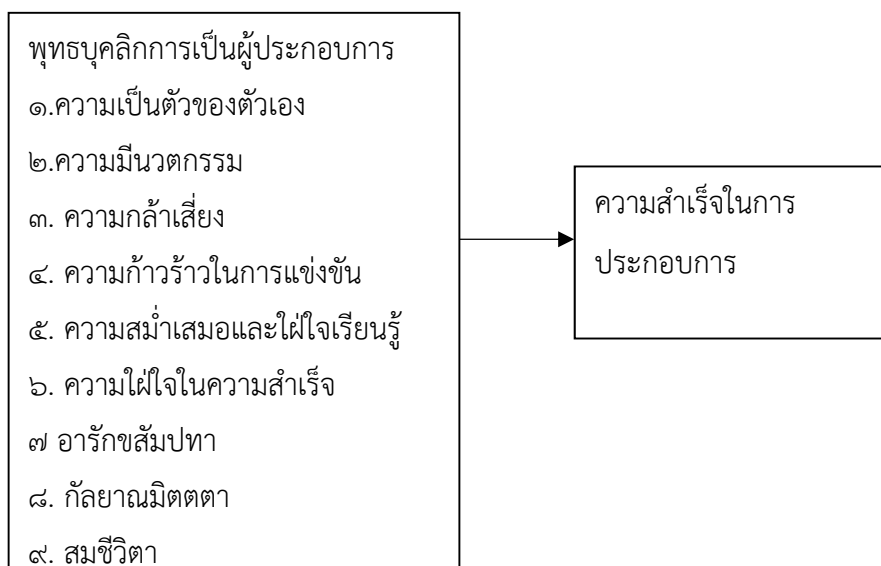 พุทธบุคลิกการเป็นผู้ประกอบการ
๑.ความเป็นตัวของตัวเอง
๒.ความมีนวตกรรม
๓. ความกล้าเสี่ยง
๔. ความก้าวร้าวในการแข่งขัน
๕. ความสม่ำเสมอและใฝ่ใจเรียนรู้
๖. ความใฝ่ใจในความสำเร็จ
๗ อารักขสัมปทา
๘. กัลยาณมิตตตา
๙. สมชีวิตา
ความสำเร็จในการ
ประกอบการ